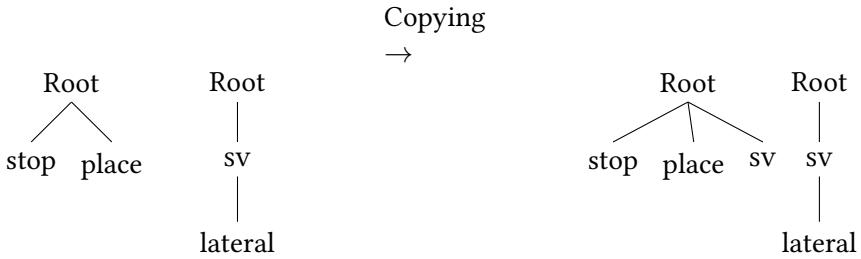 Copying
→
Root Root Root Root
stop place sv stop place sv sv
lateral lateral